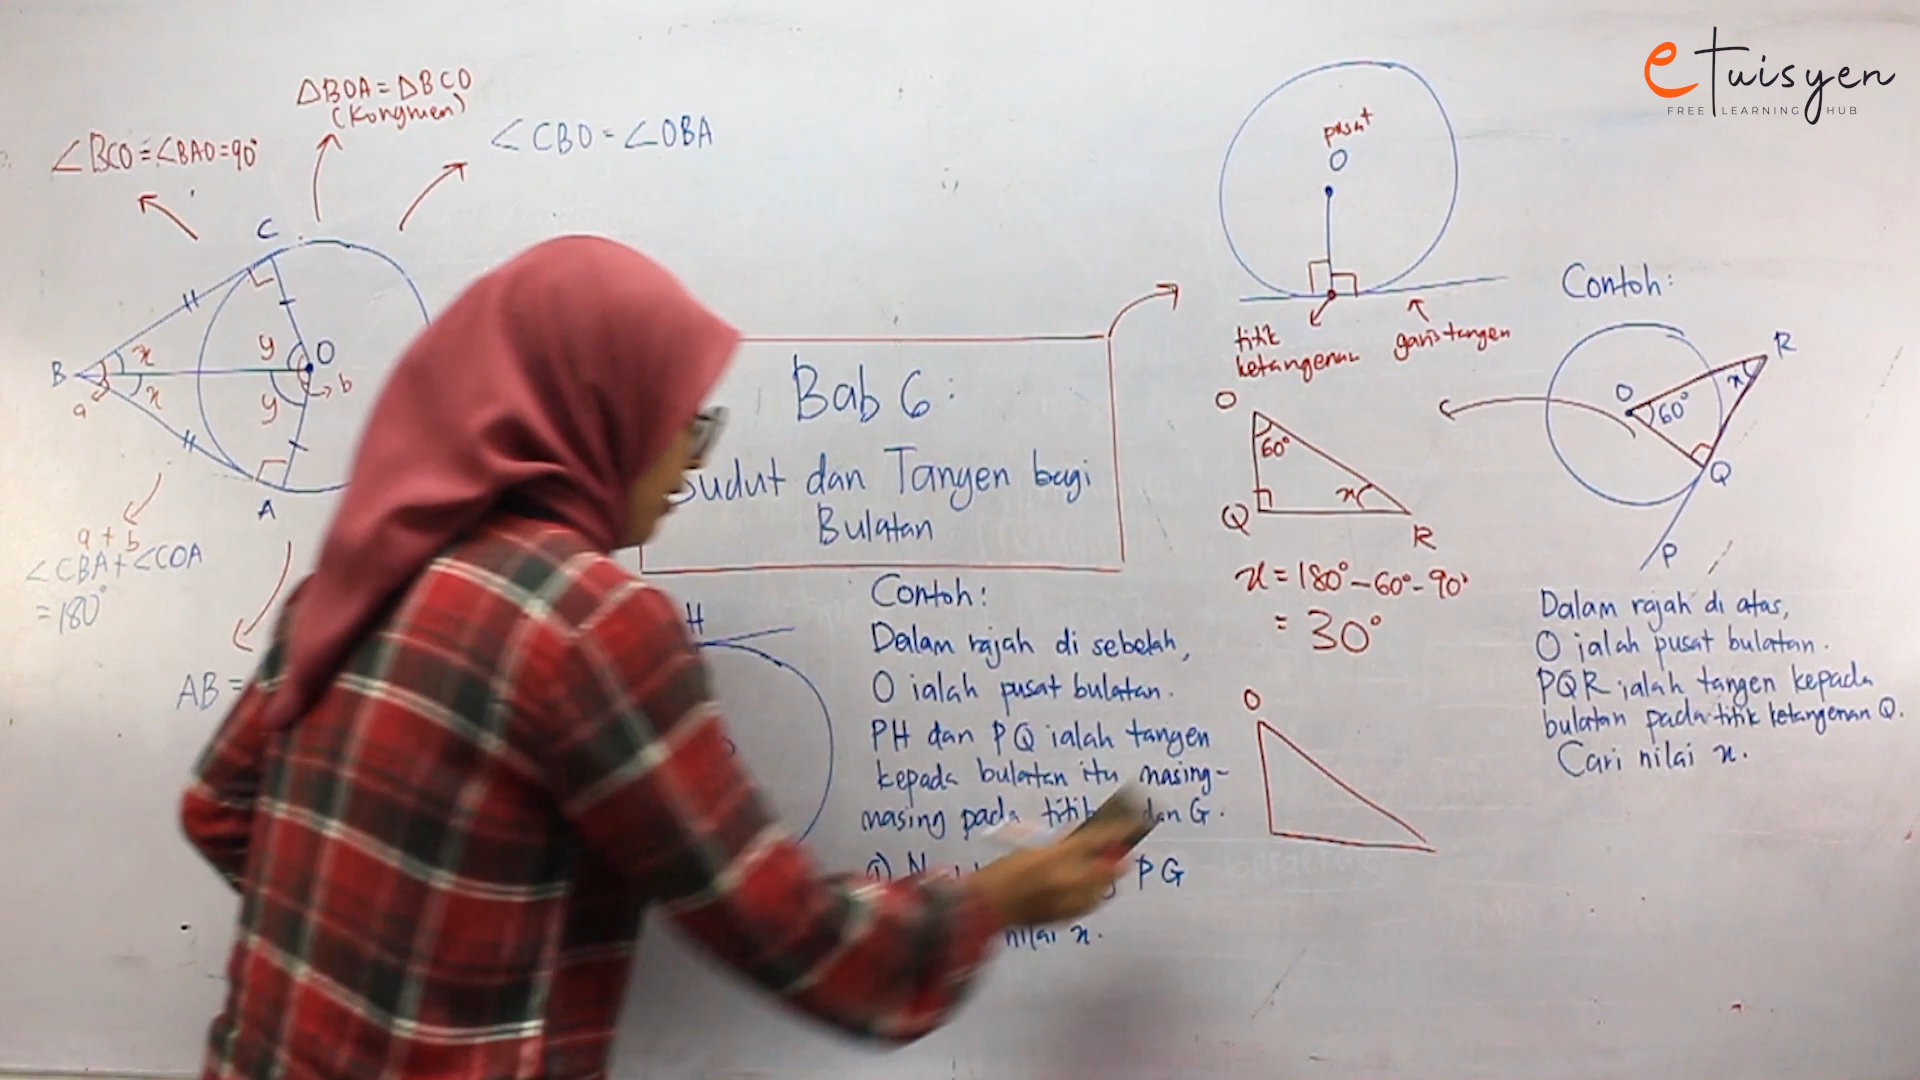 eTuisyen
FREE LEARNING HUB
△BOA = △BCO
(Kongruen)
∠BCO = ∠BAO = 90°
∠CBO = ∠OBA
C
B
x
x
a
y
y
O
b
A
a + b
∠CBA + ∠COA
= 180°
AB =
Bab 6:
Sudut dan Tangen bagi
Bulatan
H
Contoh:
Dalam rajah di sebelah,
O ialah pusat bulatan.
PH dan PQ ialah tangen
kepada bulatan itu masing-
masing pada dan G.
a) PG
nilai x.
pusat
O
titik
ketangenan
garis tangen
O
60°
x
Q
R
x = 180° - 60° - 90°
= 30°
O
Contoh:
R
x
O
60°
Q
P
Dalam rajah di atas,
O ialah pusat bulatan.
PQR ialah tangen kepada
bulatan pada titik ketangenan Q.
Cari nilai x.